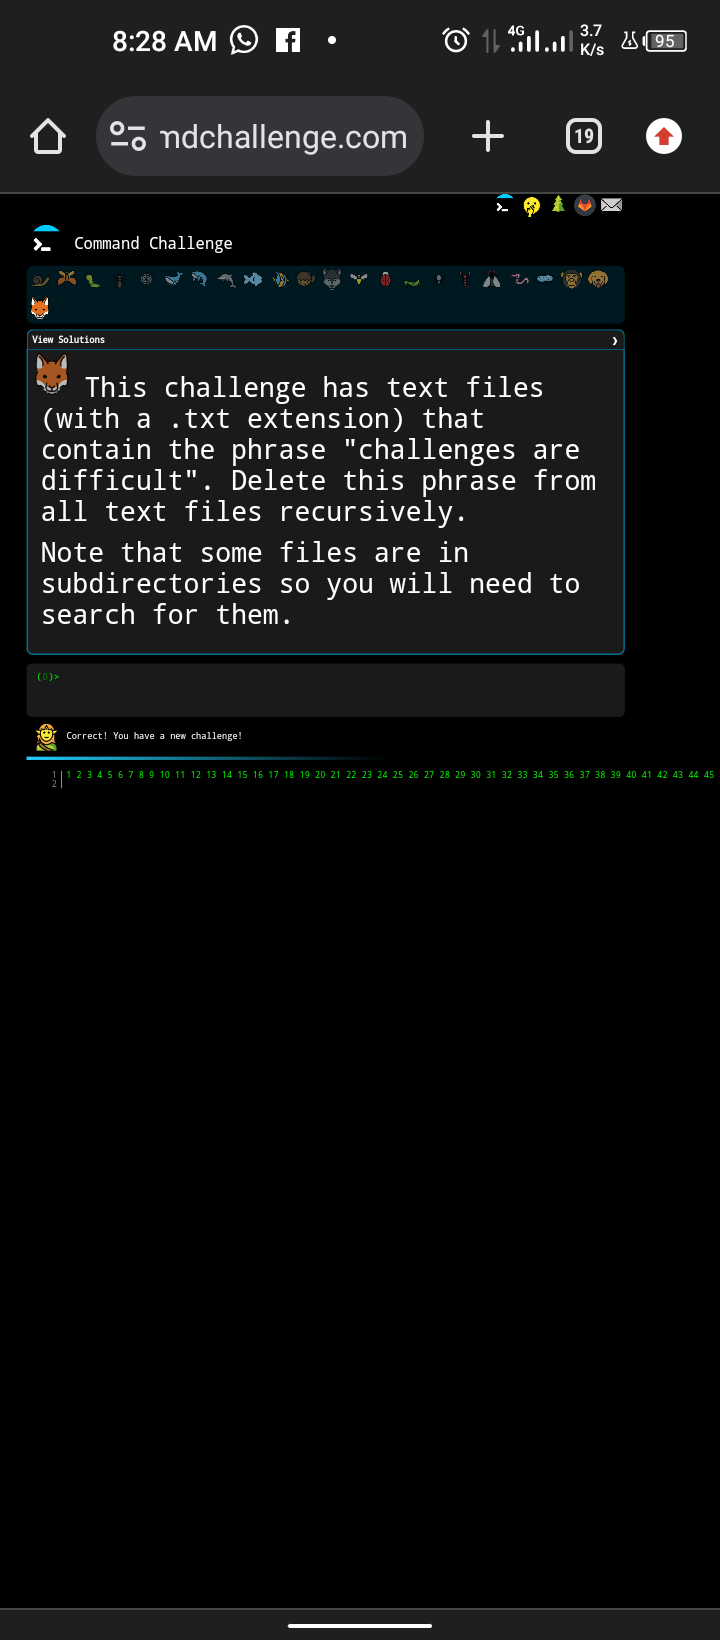 8:28 AM
4G
3.7
K/s
95
mdchallenge.com
19
Command Challenge
View Solutions
This challenge has text files
(with a .txt extension) that
contain the phrase "challenges are
difficult". Delete this phrase from
all text files recursively.
Note that some files are in
subdirectories so you will need to
search for them.
(0)>
Correct! You have a new challenge!
1 1 2 3 4 5 6 7 8 9 10 11 12 13 14 15 16 17 18 19 20 21 22 23 24 25 26 27 28 29 30 31 32 33 34 35 36 37 38 39 40 41 42 43 44 45
2